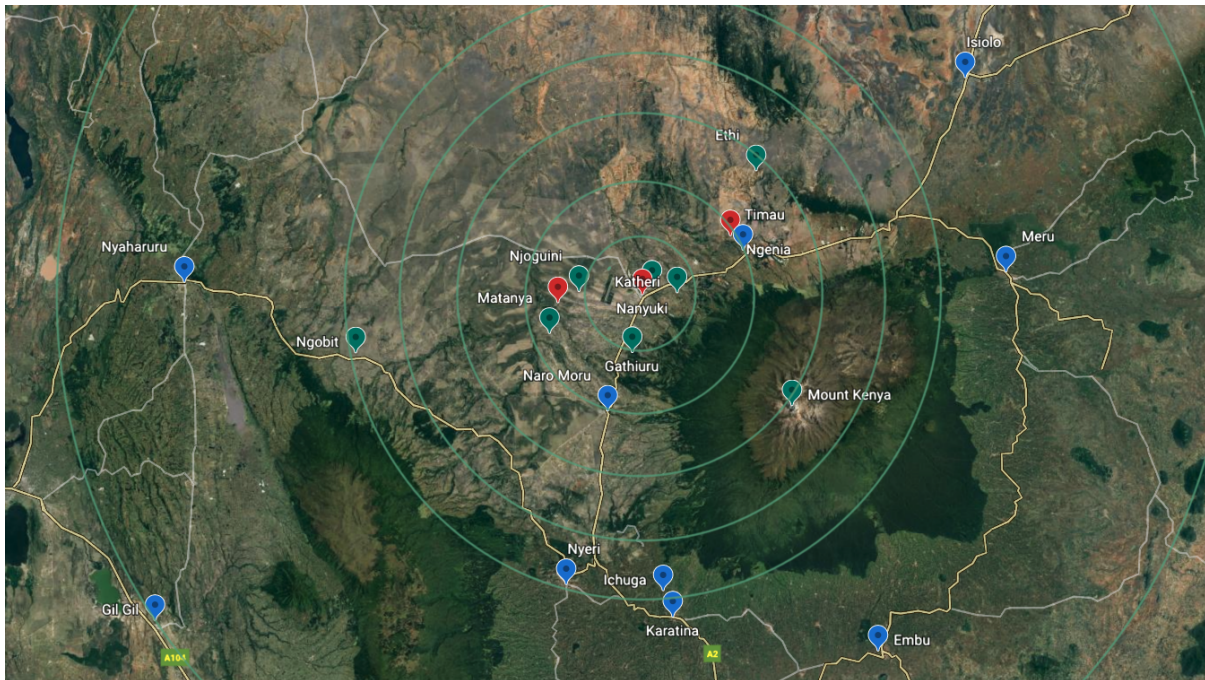 Isiolo
Ethi
Timau
Nyaharuru
Ngenia
Meru
Njoguini
Katheri
Matanya
Nanyuki
Ngobit
Gathiuru
Naro Moru
Mount Kenya
Nyeri
Ichuga
Gil Gil
Karatina
Embu
A10-1
A2